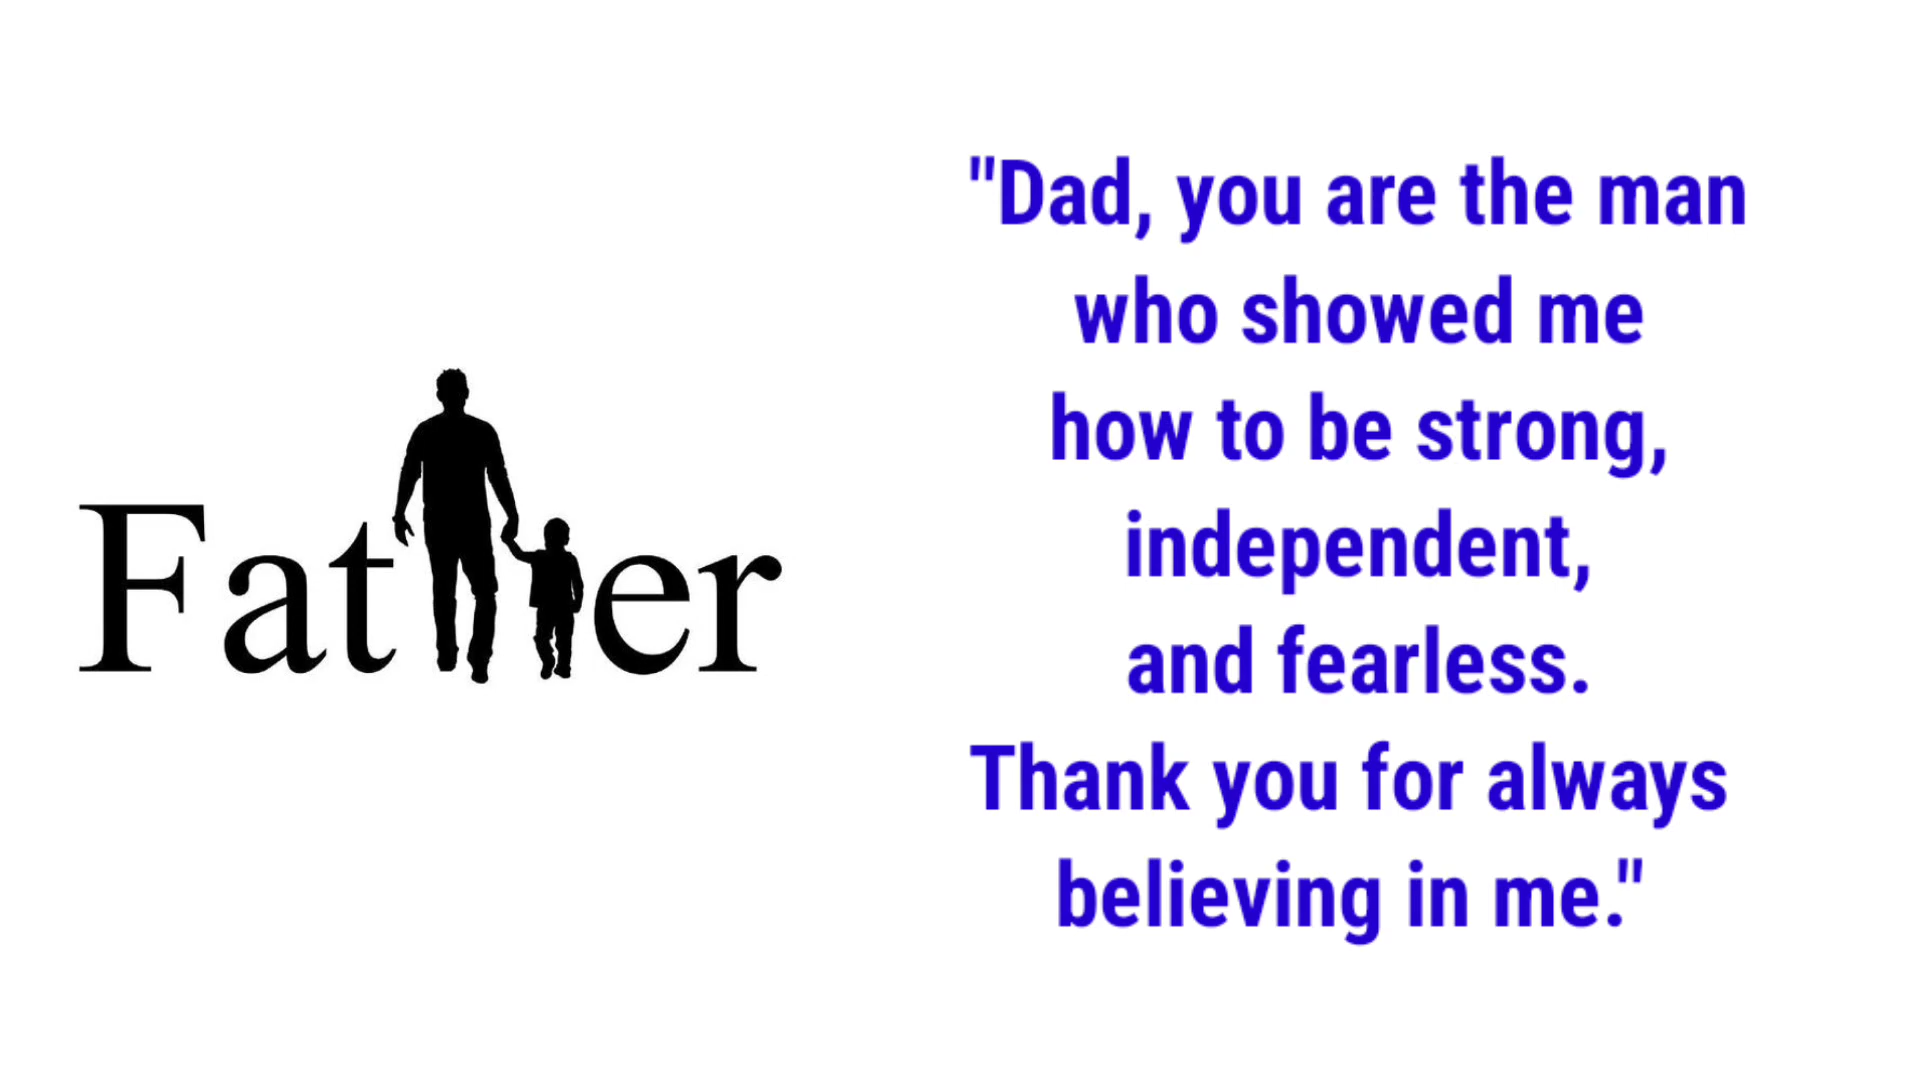 Father
"Dad, you are the man
who showed me
how to be strong,
independent,
and fearless.
Thank you for always
believing in me."